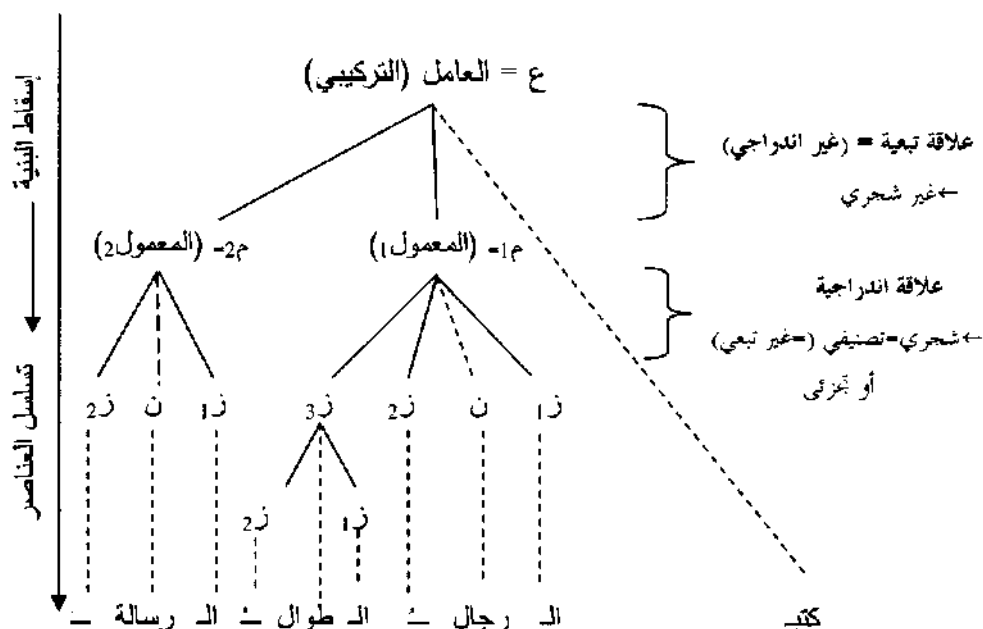 ع = العامل (التركيبي)
علاقة تبعية = (غير اندراجي)
←غير شجري
م1= (المعمول1)
م2= (المعمول2)
علاقة اندراجية
←شجري=تصنيفي (=غير تبعي)
أو تجزئي
ز1 ن ز2 ز3 ز1 ن ز2
ز1 ز2
كتبـ الـ رجال ـُ الـ طوال ـُ الـ رسالة ـَ
إسقاط البنية
تسلسل العناصر